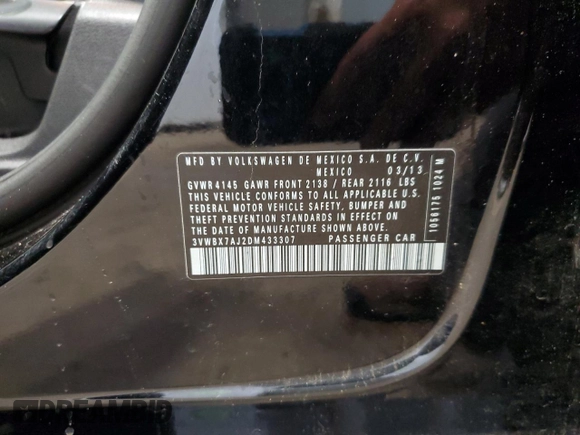 MFD BY VOLKSWAGEN DE MEXICO S.A. DE C.V.
MEXICO 03/13
GVWR 4145 GAWR FRONT 2138 / REAR 2116 LBS
THIS VEHICLE CONFORMS TO ALL APPLICABLE U.S.
FEDERAL MOTOR VEHICLE SAFETY, BUMPER AND
THEFT PREVENTION STANDARDS IN EFFECT ON THE
DATE OF MANUFACTURE SHOWN ABOVE.
3VWBX7AJ2DM433307 PASSENGER CAR
1066175 1024 M
STREAMBID